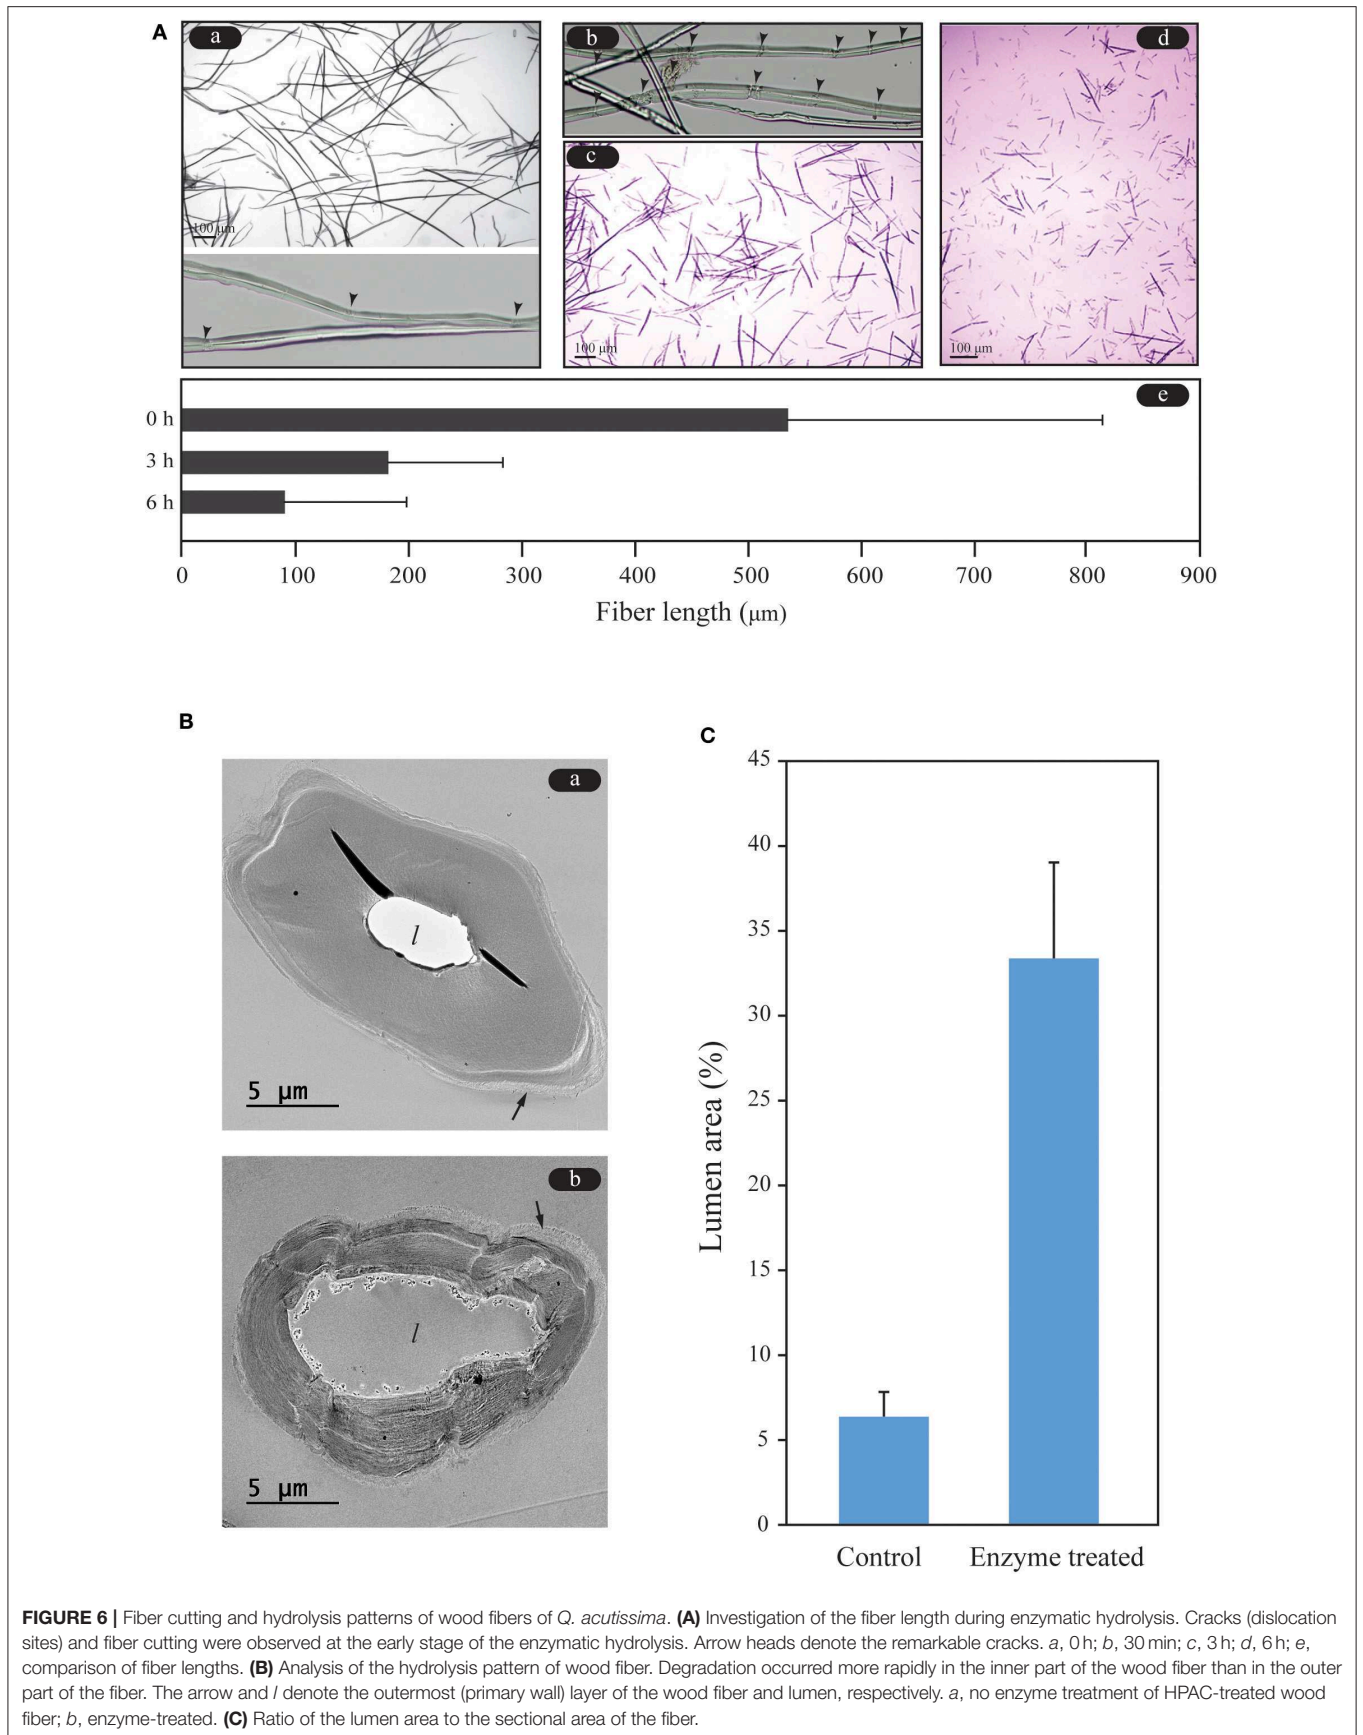 A
a
100 μm
b
c
100 μm
d
100 μm
e
0 h
3 h
6 h
0 100 200 300 400 500 600 700 800 900
Fiber length (μm)
B
a
l
5 μm
b
l
5 μm
C
45
40
35
30
25
20
15
10
5
0
Lumen area (%)
Control Enzyme treated
FIGURE 6 | Fiber cutting and hydrolysis patterns of wood fibers of Q. acutissima. (A) Investigation of the fiber length during enzymatic hydrolysis. Cracks (dislocation
sites) and fiber cutting were observed at the early stage of the enzymatic hydrolysis. Arrow heads denote the remarkable cracks. a, 0 h; b, 30 min; c, 3 h; d, 6 h; e,
comparison of fiber lengths. (B) Analysis of the hydrolysis pattern of wood fiber. Degradation occurred more rapidly in the inner part of the wood fiber than in the outer
part of the fiber. The arrow and l denote the outermost (primary wall) layer of the wood fiber and lumen, respectively. a, no enzyme treatment of HPAC-treated wood
fiber; b, enzyme-treated. (C) Ratio of the lumen area to the sectional area of the fiber.